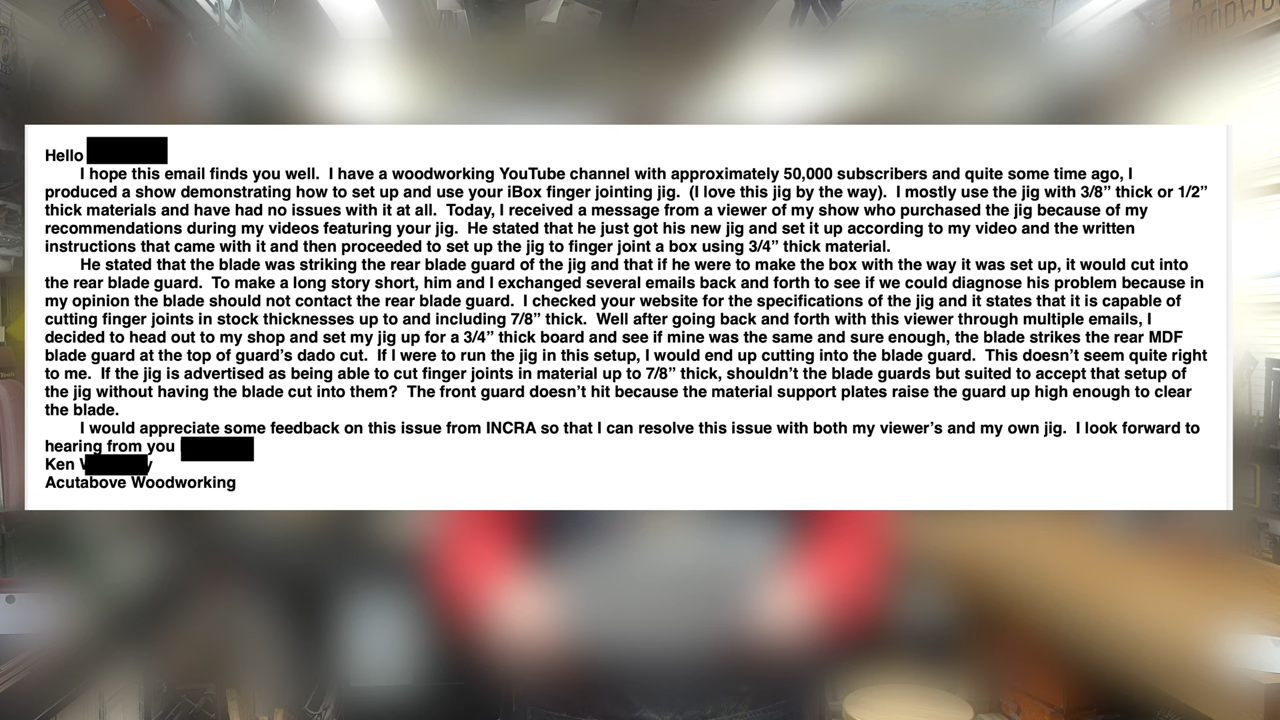 Hello
I hope this email finds you well.  I have a woodworking YouTube channel with approximately 50,000 subscribers and quite some time ago, I
produced a show demonstrating how to set up and use your iBox finger jointing jig.  (I love this jig by the way).  I mostly use the jig with 3/8” thick or 1/2”
thick materials and have had no issues with it at all.  Today, I received a message from a viewer of my show who purchased the jig because of my
recommendations during my videos featuring your jig.  He stated that he just got his new jig and set it up according to my video and the written
instructions that came with it and then proceeded to set up the jig to finger joint a box using 3/4” thick material.
He stated that the blade was striking the rear blade guard of the jig and that if he were to make the box with the way it was set up, it would cut into
the rear blade guard.  To make a long story short, him and I exchanged several emails back and forth to see if we could diagnose his problem because in
my opinion the blade should not contact the rear blade guard.  I checked your website for the specifications of the jig and it states that it is capable of
cutting finger joints in stock thicknesses up to and including 7/8” thick.  Well after going back and forth with this viewer through multiple emails, I
decided to head out to my shop and set my jig up for a 3/4” thick board and see if mine was the same and sure enough, the blade strikes the rear MDF
blade guard at the top of guard’s dado cut.  If I were to run the jig in this setup, I would end up cutting into the blade guard.  This doesn’t seem quite right
to me.  If the jig is advertised as being able to cut finger joints in material up to 7/8” thick, shouldn’t the blade guards but suited to accept that setup of
the jig without having the blade cut into them?  The front guard doesn’t hit because the material support plates raise the guard up high enough to clear
the blade.
I would appreciate some feedback on this issue from INCRA so that I can resolve this issue with both my viewer’s and my own jig.  I look forward to
hearing from you
Ken
Acutabove Woodworking